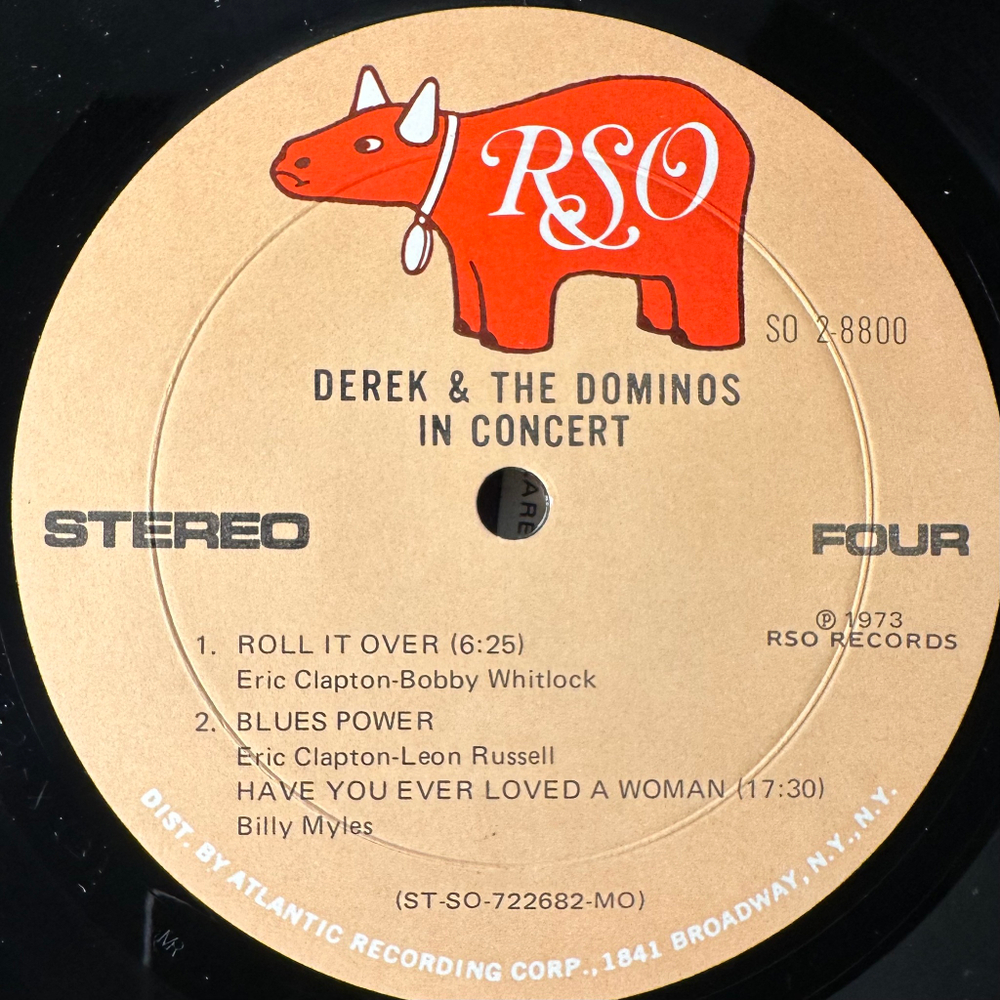 RSO
SO 2-8800
DEREK & THE DOMINOS
IN CONCERT
ARE
STEREO
FOUR
℗ 1973
RSO RECORDS
1. ROLL IT OVER (6:25)
Eric Clapton-Bobby Whitlock
2. BLUES POWER
Eric Clapton-Leon Russell
HAVE YOU EVER LOVED A WOMAN (17:30)
Billy Myles
(ST-SO-722682-MO)
DIST. BY ATLANTIC RECORDING CORP., 1841 BROADWAY, N.Y., N.Y.
MR